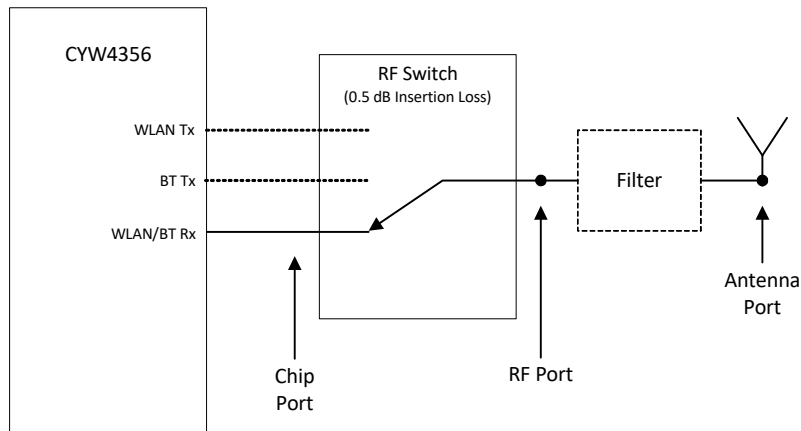 CYW4356
RF Switch
(0.5 dB Insertion Loss)
WLAN Tx
BT Tx
WLAN/BT Rx
Filter
Chip
Port
RF Port
Antenna
Port